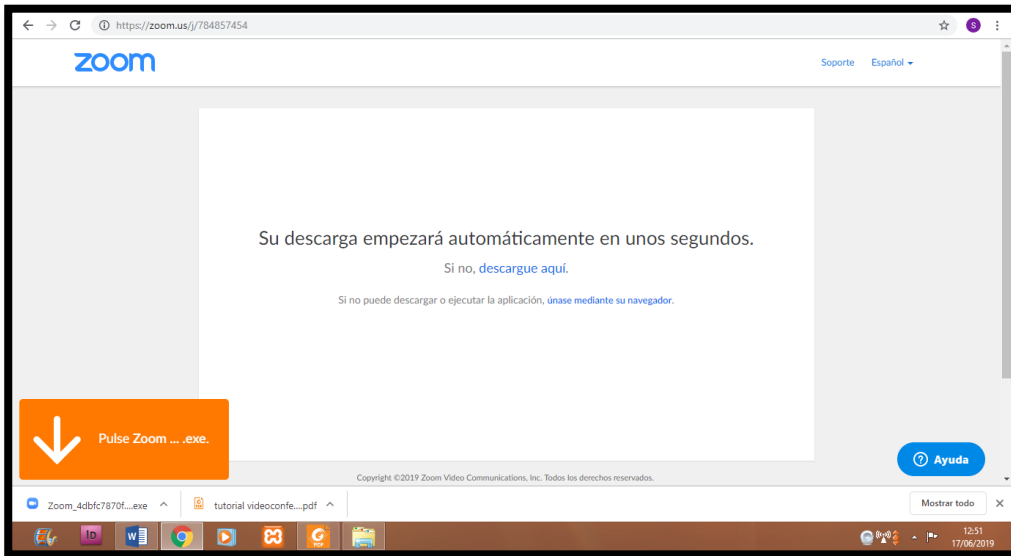 https://zoom.us/j/784857454
S
zoom
Soporte Español
Su descarga empezará automáticamente en unos segundos.
Si no, descargue aquí.
Si no puede descargar o ejecutar la aplicación, únase mediante su navegador.
Pulse Zoom ... .exe.
Ayuda
Copyright ©2019 Zoom Video Communications, Inc. Todos los derechos reservados.
Zoom_4dbfc7870f....exe tutorial videoconfe....pdf Mostrar todo
12:51
17/06/2019